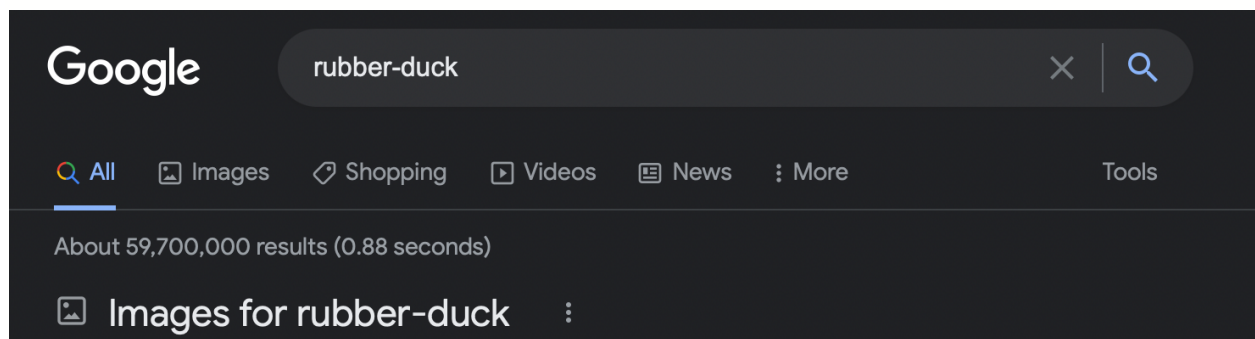 Google rubber-duck
All Images Shopping Videos News More Tools
About 59,700,000 results (0.88 seconds)
Images for rubber-duck